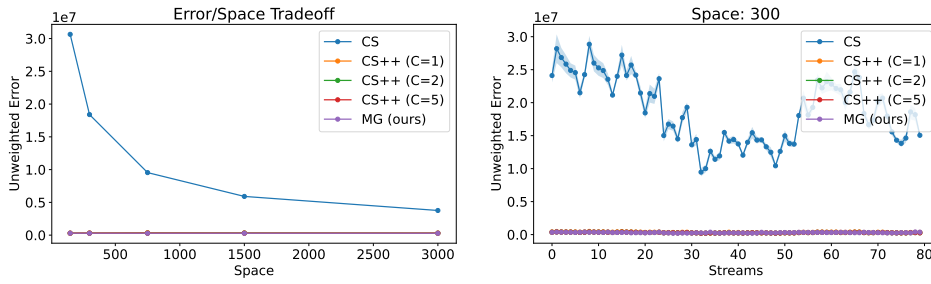 Error/Space Tradeoff
1e7
3.0
2.5
2.0
1.5
1.0
0.5
0.0
Unweighted Error
500
1000
1500
2000
2500
3000
Space
CS
CS++ (C=1)
CS++ (C=2)
CS++ (C=5)
MG (ours)
Space: 300
1e7
3.0
2.5
2.0
1.5
1.0
0.5
0.0
Unweighted Error
0
10
20
30
40
50
60
70
80
Streams
CS
CS++ (C=1)
CS++ (C=2)
CS++ (C=5)
MG (ours)